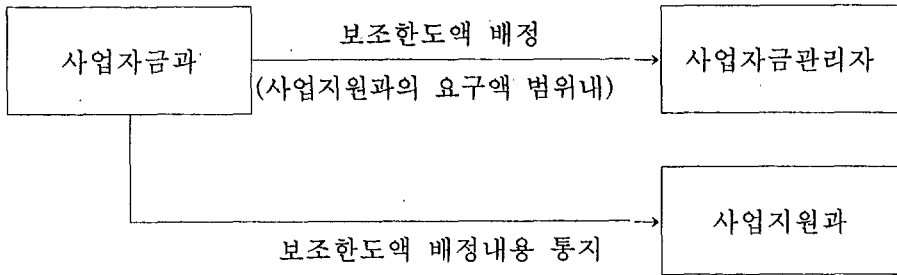 보조한도액 배정
사업자금과
사업자금관리자
(사업지원과의 요구액 범위내)
사업지원과
보조한도액 배정내용 통지